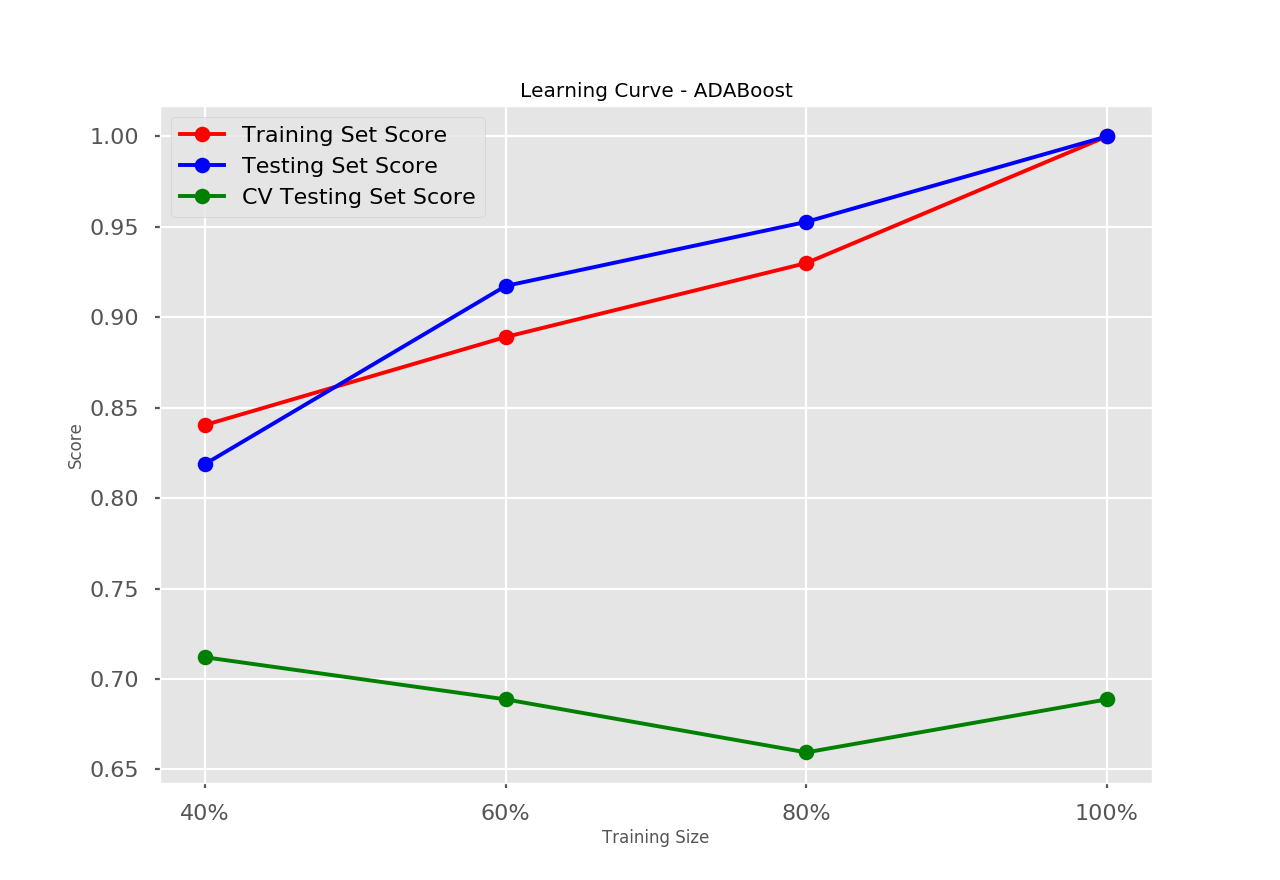 Learning Curve - ADABoost
Training Set Score
Testing Set Score
CV Testing Set Score
1.00
0.95
0.90
0.85
0.80
0.75
0.70
0.65
Score
40%
60%
80%
100%
Training Size